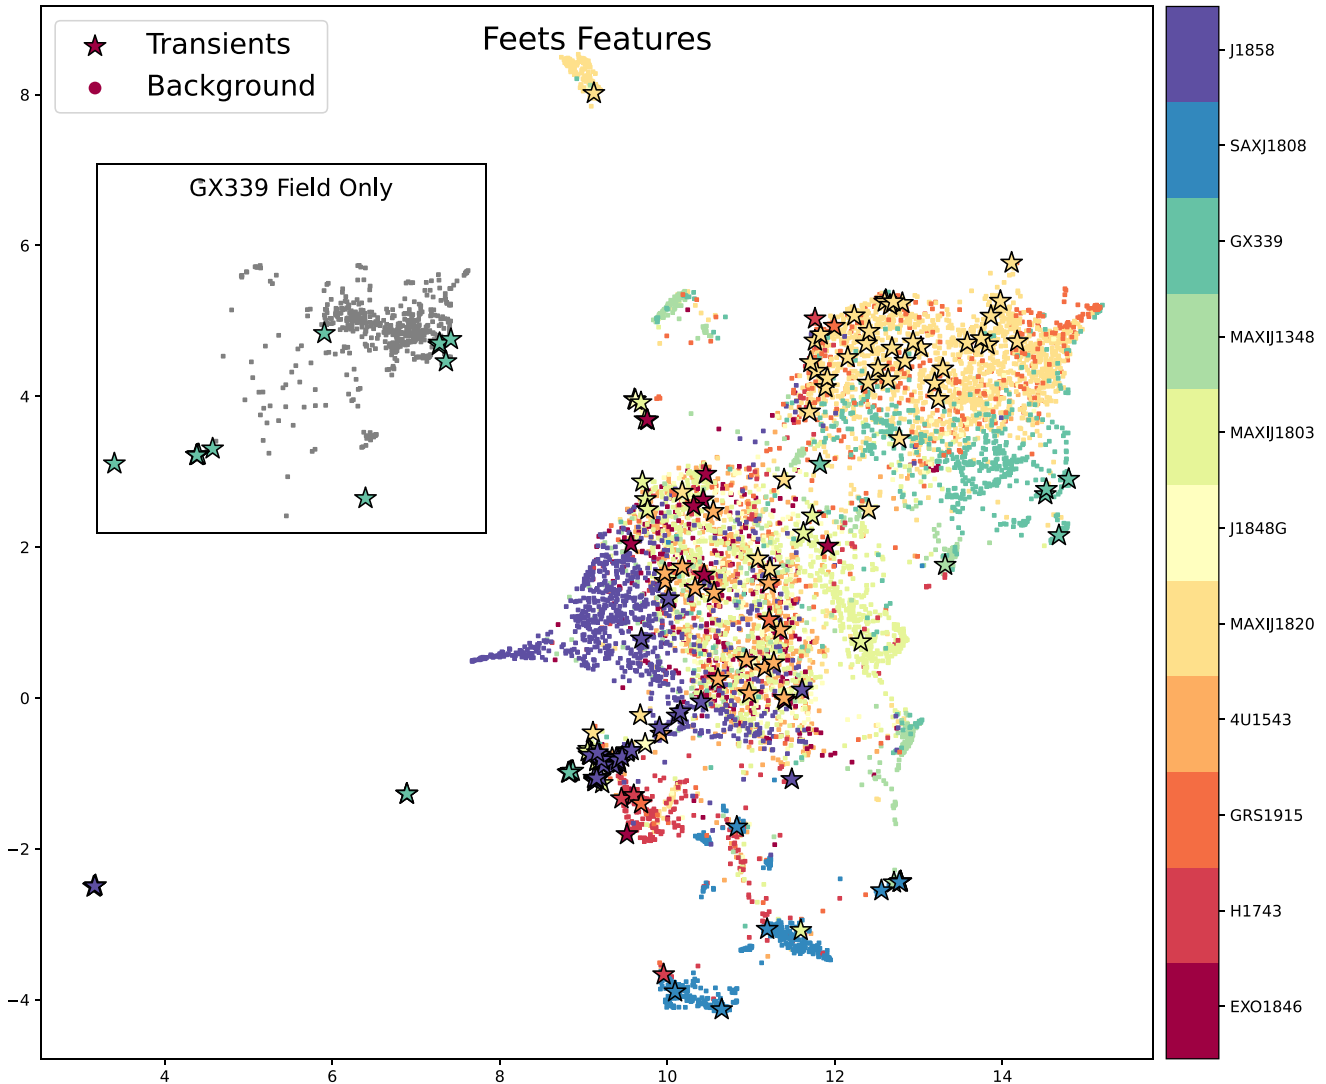 Feets Features
Transients
Background
GX339 Field Only
8
6
4
2
0
−2
−4
4
6
8
10
12
14
J1858
SAXJ1808
GX339
MAXIJ1348
MAXIJ1803
J1848G
MAXIJ1820
4U1543
GRS1915
H1743
EXO1846